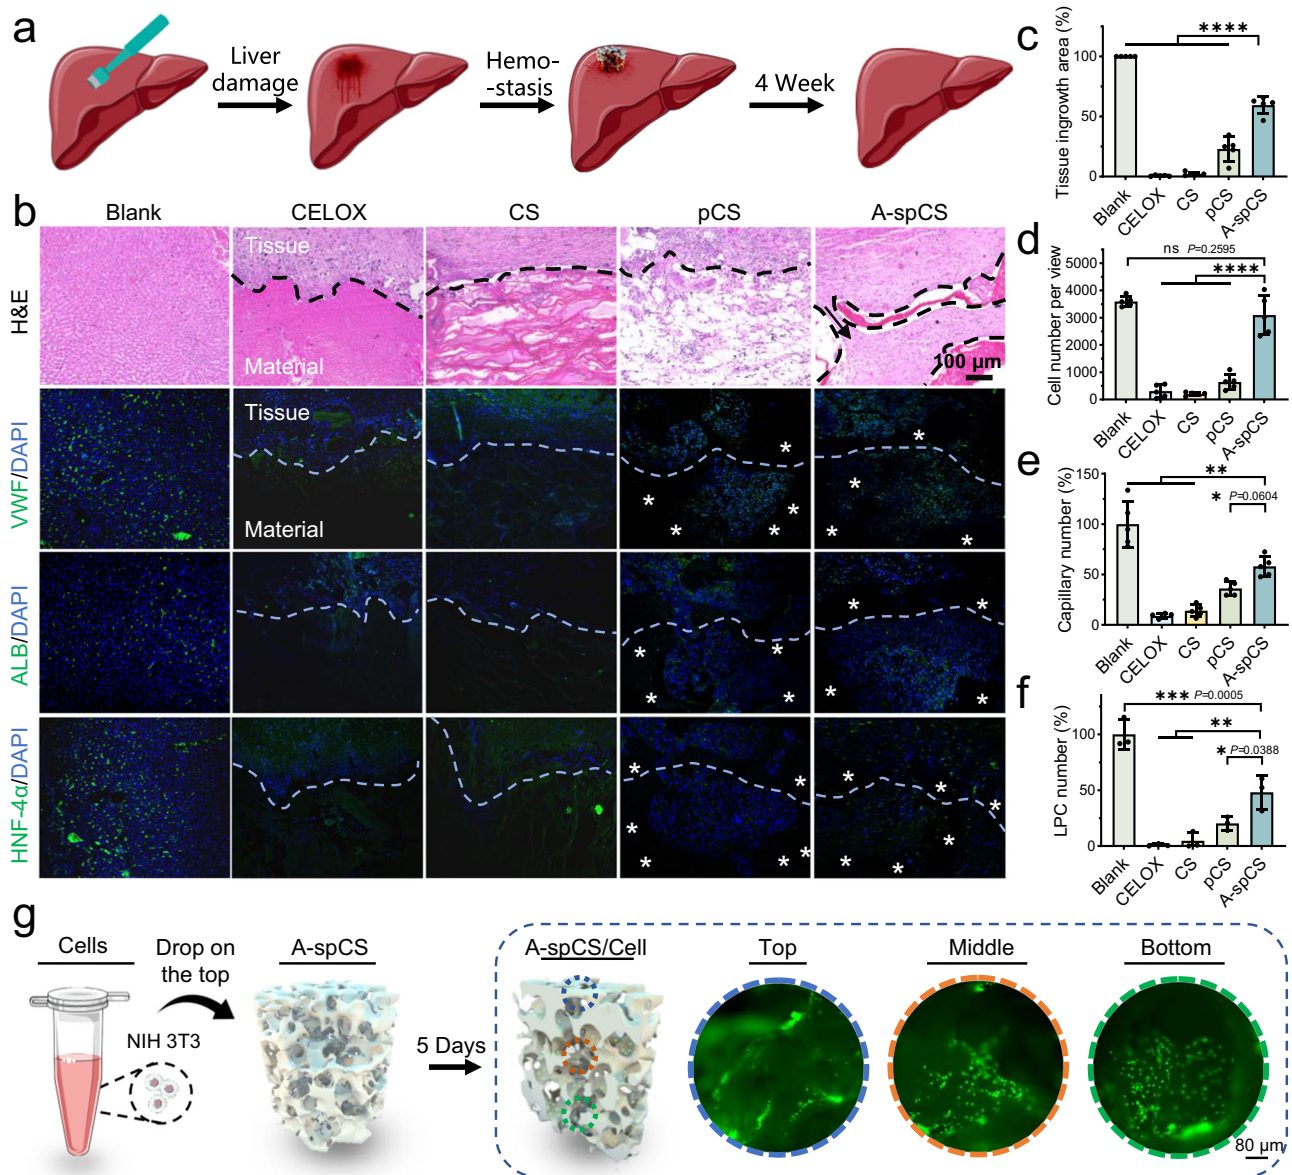 a
Liver
damage
Hemo-
-stasis
4 Week
b
Blank
CELOX
CS
pCS
A-spCS
H&E
Tissue
Material
100 μm
VWF/DAPI
Tissue
Material
ALB/DAPI
HNF-4α/DAPI
c
Tissue ingrowth area (%)
100
50
0
****
Blank
CELOX
CS
pCS
A-spCS
d
Cell number per view
5000
4000
3000
2000
1000
0
ns P=0.2595
****
Blank
CELOX
CS
pCS
A-spCS
e
Capillary number (%)
150
100
50
0
**
* P=0.0604
Blank
CELOX
CS
pCS
A-spCS
f
LPC number (%)
100
50
0
*** P=0.0005
**
* P=0.0388
Blank
CELOX
CS
pCS
A-spCS
g
Cells
Drop on
the top
NIH 3T3
A-spCS
5 Days
A-spCS/Cell
Top
Middle
Bottom
80 μm